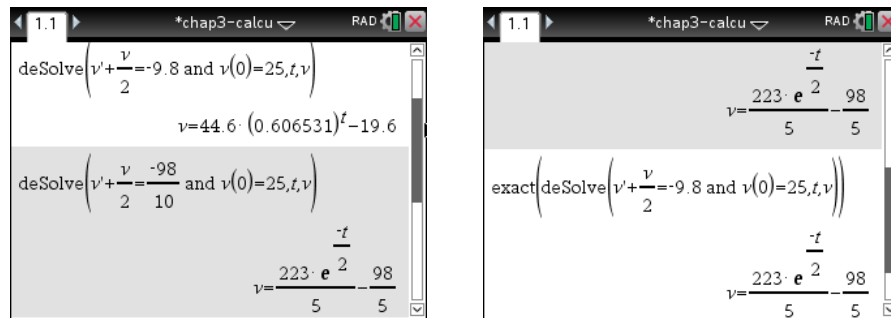 1.1 *chap3-calcu RAD
deSolve(v'+v/2=-9.8 and v(0)=25,t,v)
v=44.6·(0.606531)^t-19.6
deSolve(v'+v/2=-98/10 and v(0)=25,t,v)
v=223·e^(-t/2)/5-98/5
1.1 *chap3-calcu RAD
v=223·e^(-t/2)/5-98/5
exact(deSolve(v'+v/2=-9.8 and v(0)=25,t,v))
v=223·e^(-t/2)/5-98/5